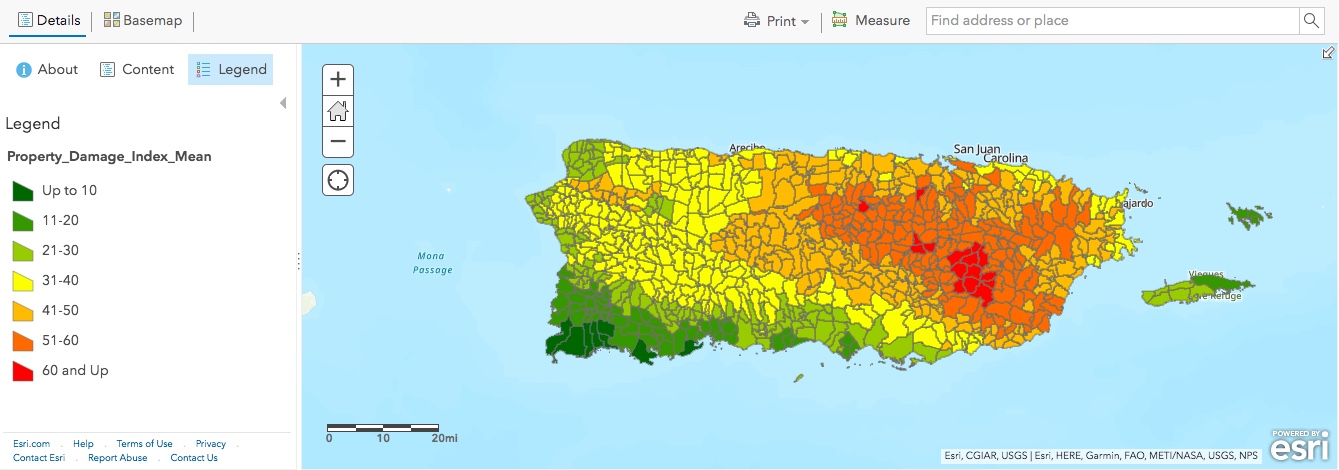 Details
Basemap
Print
Measure
Find address or place
About
Content
Legend
Legend
Property_Damage_Index_Mean
Up to 10
11-20
21-30
31-40
41-50
51-60
60 and Up
Esri.com . Help . Terms of Use . Privacy .
Contact Esri . Report Abuse . Contact Us
Arecibo
San Juan
Carolina
ajardo
Mona
Passage
Vieques
Refuge
0 10 20mi
Esri, CGIAR, USGS | Esri, HERE, Garmin, FAO, METI/NASA, USGS, NPS
POWERED BY
esri